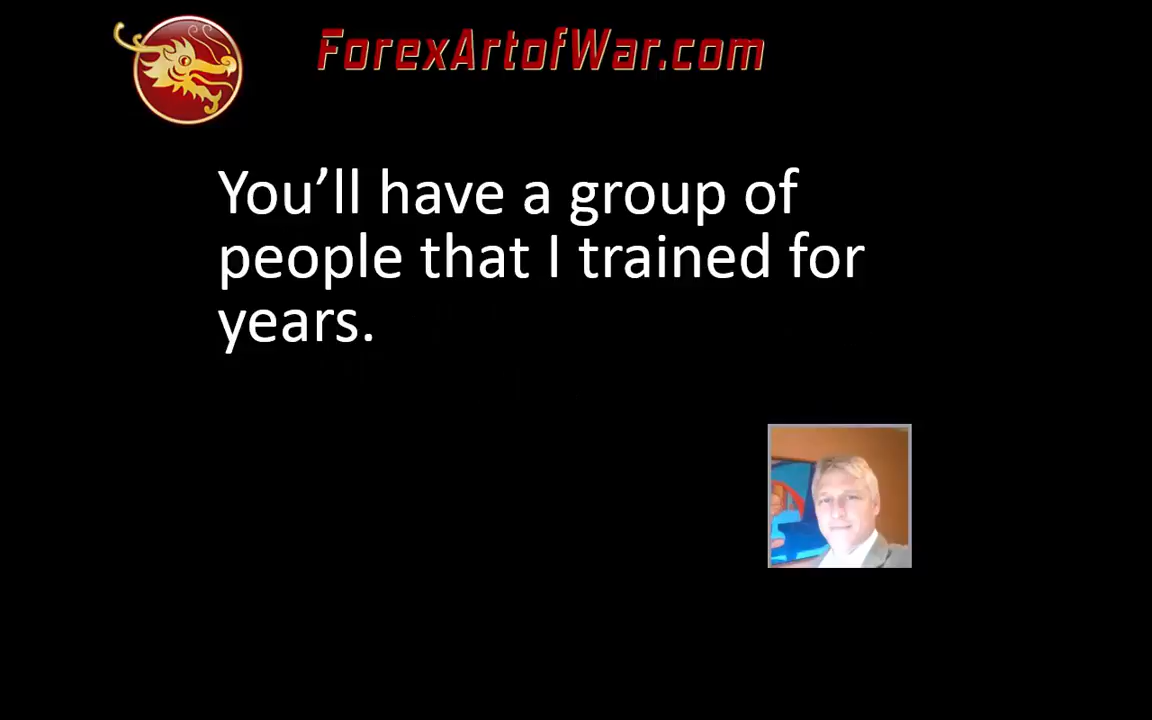 ForexArtofWar.com
You’ll have a group of
people that I trained for
years.